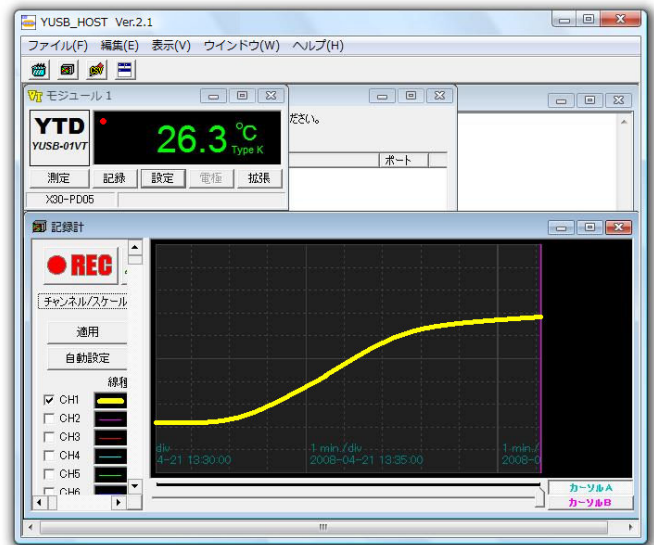 YUSB_HOST Ver.2.1
ファイル(F) 編集(E) 表示(V) ウインドウ(W) ヘルプ(H)
モジュール 1
YTD
YUSB-01VT
26.3 ℃
Type K
測定 記録 設定 電極 拡張
X30-PD05
ださい。
ポート
記録計
REC
チャンネル/スケール
適用
自動設定
線種
CH1
CH2
CH3
CH4
CH5
CH6
div
4-21 13:30:00
1 min./div
2008-04-21 13:35:00
1 min./
2008-0
カーソルA
カーソルB